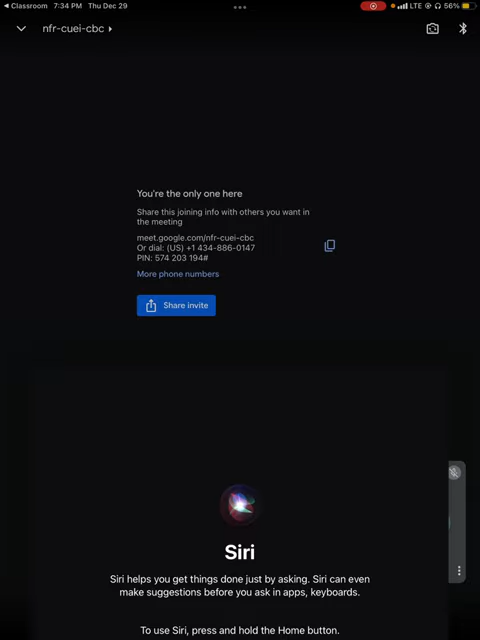 Classroom 7:34 PM Thu Dec 29 LTE 56%
nfr-cuei-cbc
You're the only one here
Share this joining info with others you want in
the meeting
meet.google.com/nfr-cuei-cbc
Or dial: (US) +1 434-886-0147
PIN: 574 203 194#
More phone numbers
Share invite
Siri
Siri helps you get things done just by asking. Siri can even
make suggestions before you ask in apps, keyboards.
To use Siri, press and hold the Home button.